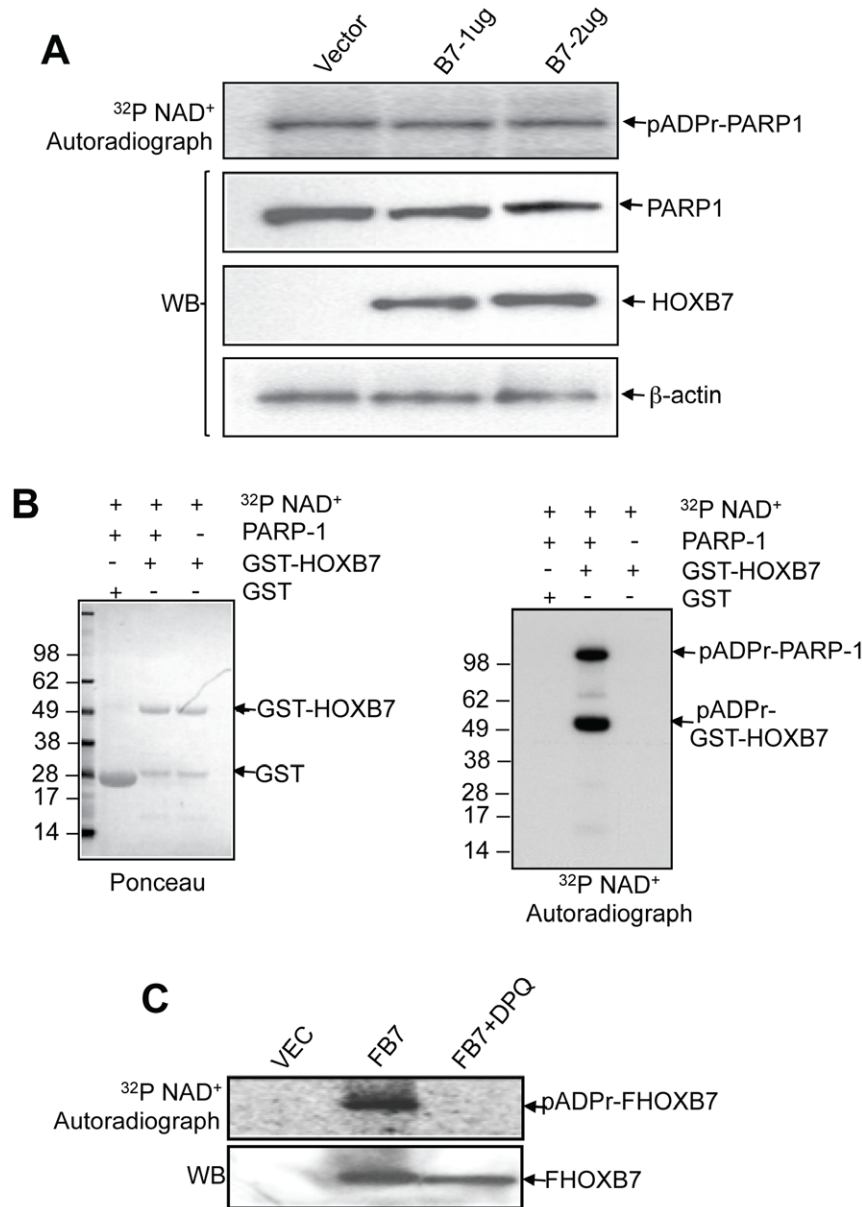 A
Vector
B7-1ug
B7-2ug
32P NAD+
Autoradiograph
pADPr-PARP1
PARP1
WB
HOXB7
β-actin
B
+ + + 32P NAD+
+ + - PARP-1
- + + GST-HOXB7
+ - - GST
98
62
49
38
28
17
14
GST-HOXB7
GST
Ponceau
+ + + 32P NAD+
+ + - PARP-1
- + + GST-HOXB7
+ - - GST
98
62
49
38
28
17
14
pADPr-PARP-1
pADPr-
GST-HOXB7
32P NAD+
Autoradiograph
C
VEC
FB7
FB7+DPQ
32P NAD+
Autoradiograph
pADPr-FHOXB7
WB
FHOXB7